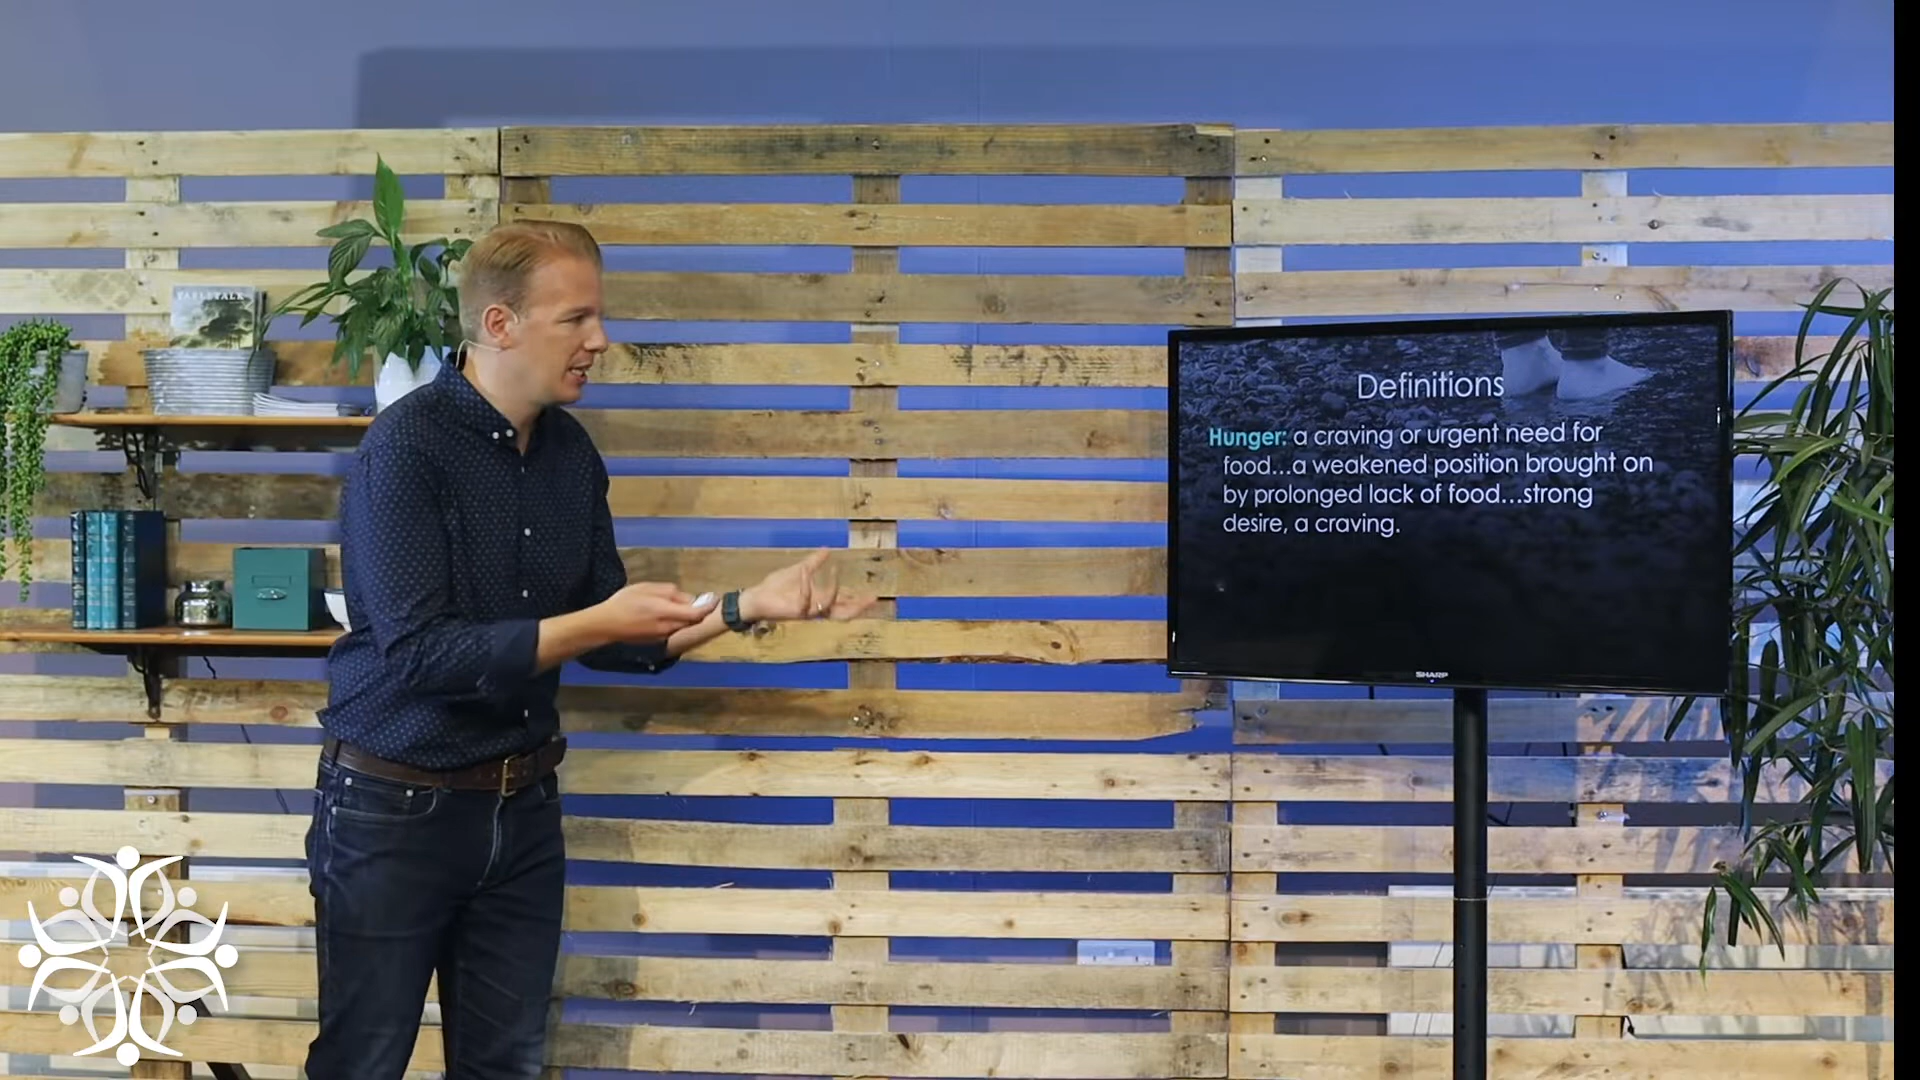 TABLETALK
Definitions
Hunger: a craving or urgent need for
food...a weakened position brought on
by prolonged lack of food...strong
desire, a craving.
SHARP